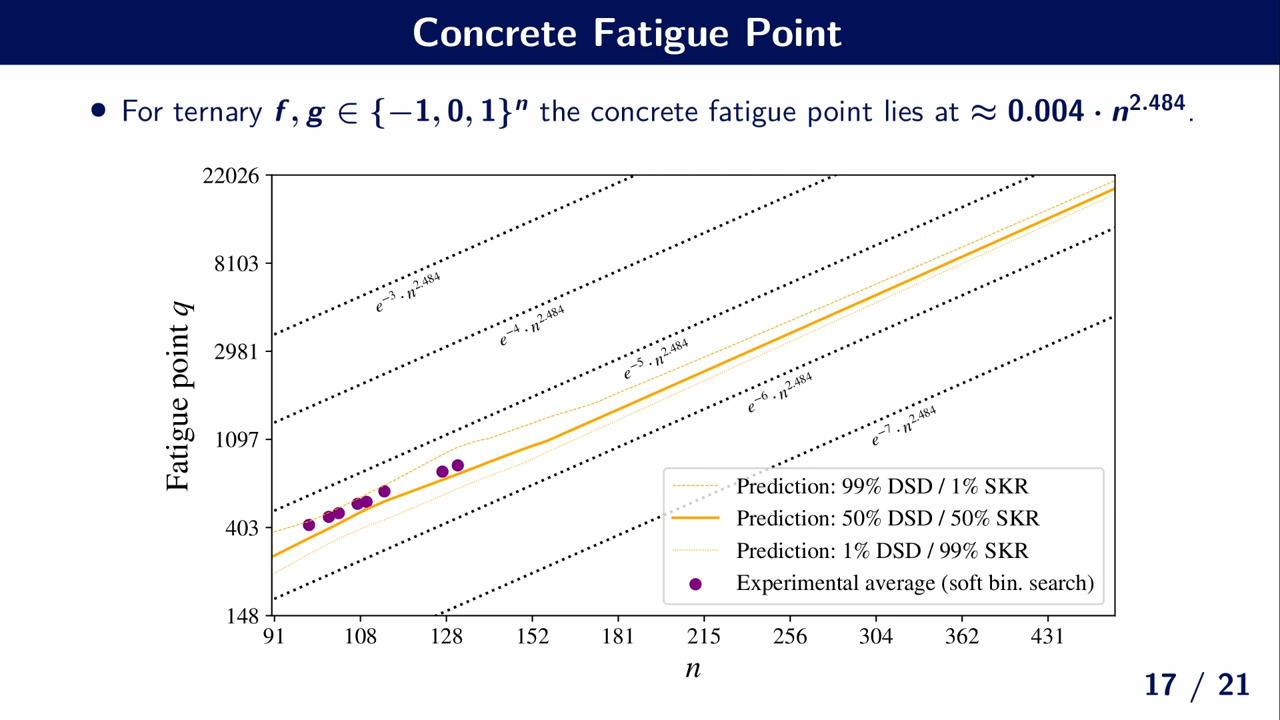 Concrete Fatigue Point
• For ternary f, g ∈ {−1, 0, 1}^n the concrete fatigue point lies at ≈ 0.004 · n^2.484.
22026
8103
2981
1097
403
148
Fatigue point q
e^−3 · n^2.484
e^−4 · n^2.484
e^−5 · n^2.484
e^−6 · n^2.484
e^−7 · n^2.484
Prediction: 99% DSD / 1% SKR
Prediction: 50% DSD / 50% SKR
Prediction: 1% DSD / 99% SKR
Experimental average (soft bin. search)
91 108 128 152 181 215 256 304 362 431
n
17 / 21